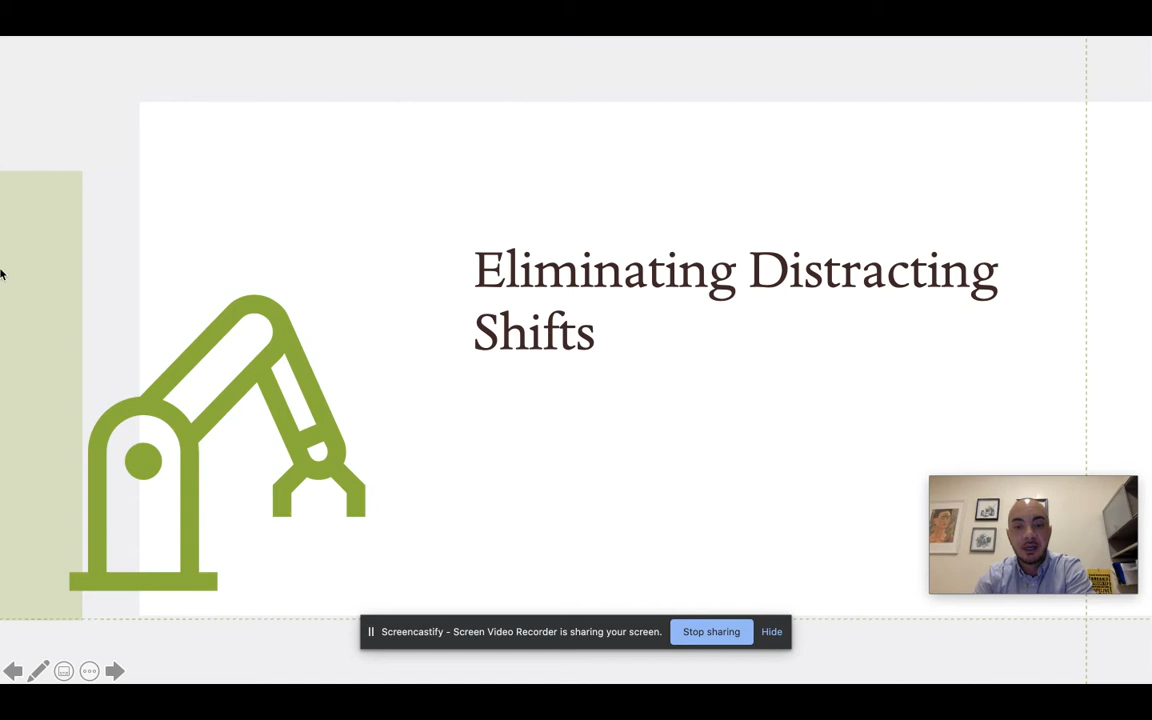 Eliminating Distracting
Shifts
Screencastify - Screen Video Recorder is sharing your screen.
Stop sharing
Hide